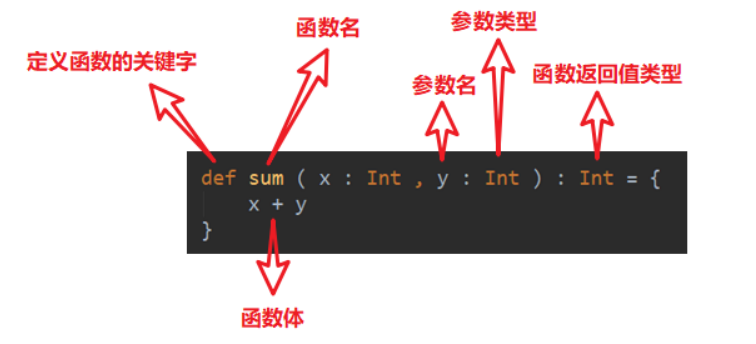 函数名
参数类型
定义函数的关键字
参数名
函数返回值类型
def sum ( x : Int , y : Int ) : Int = {
x + y
}
函数体